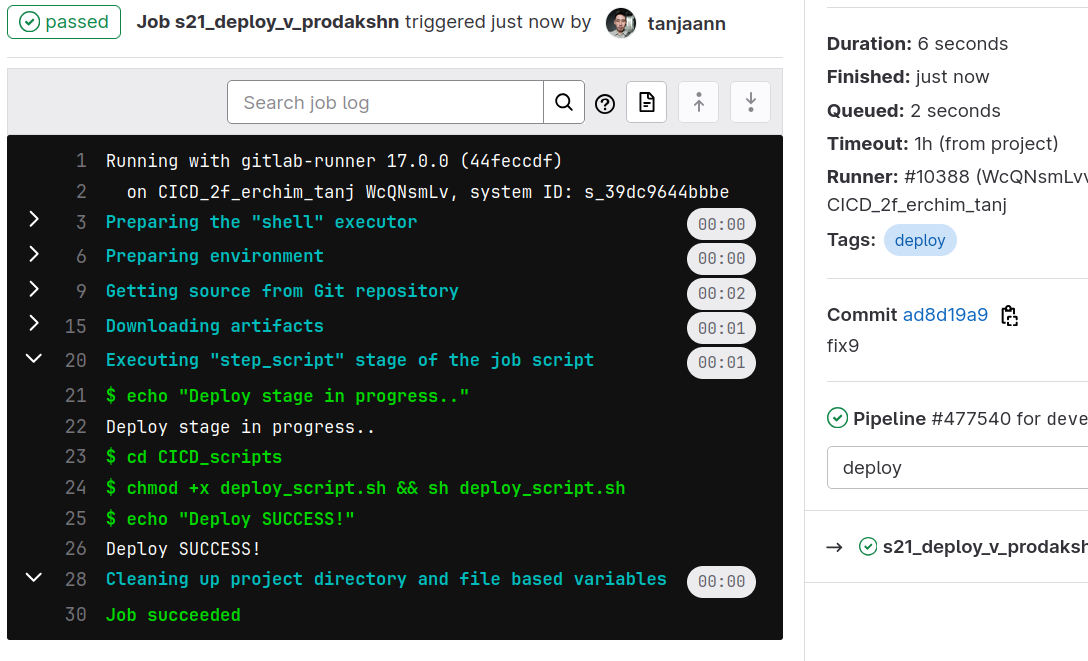 passed Job s21_deploy_v_prodakshn triggered just now by tanjaann
Search job log
1 Running with gitlab-runner 17.0.0 (44feccdf)
2 on CICD_2f_erchim_tanj WcQNsmLv, system ID: s_39dc9644bbbe
3 Preparing the "shell" executor 00:00
6 Preparing environment 00:00
9 Getting source from Git repository 00:02
15 Downloading artifacts 00:01
20 Executing "step_script" stage of the job script 00:01
21 $ echo "Deploy stage in progress.."
22 Deploy stage in progress..
23 $ cd CICD_scripts
24 $ chmod +x deploy_script.sh && sh deploy_script.sh
25 $ echo "Deploy SUCCESS!"
26 Deploy SUCCESS!
28 Cleaning up project directory and file based variables 00:00
30 Job succeeded
Duration: 6 seconds
Finished: just now
Queued: 2 seconds
Timeout: 1h (from project)
Runner: #10388 (WcQNsmLv
CICD_2f_erchim_tanj
Tags: deploy
Commit ad8d19a9
fix9
Pipeline #477540 for deve
deploy
→ s21_deploy_v_prodaksh